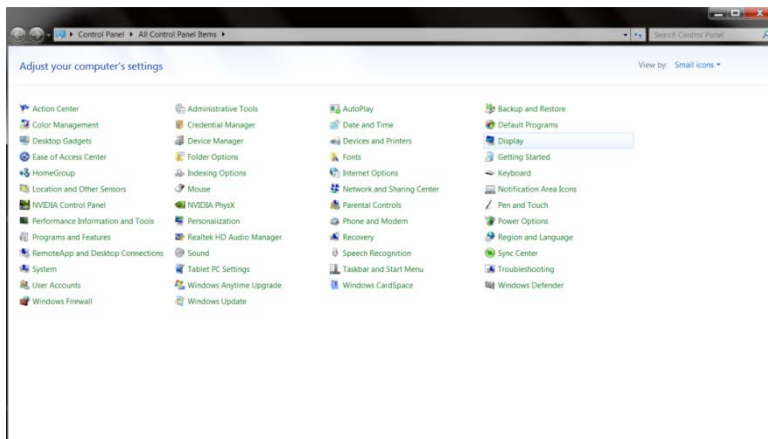 Control Panel All Control Panel Items
Search Control Panel
Adjust your computer's settings
View by: Small icons
Action Center Administrative Tools AutoPlay Backup and Restore
Color Management Credential Manager Date and Time Default Programs
Desktop Gadgets Device Manager Devices and Printers Display
Ease of Access Center Folder Options Fonts Getting Started
HomeGroup Indexing Options Internet Options Keyboard
Location and Other Sensors Mouse Network and Sharing Center Notification Area Icons
NVIDIA Control Panel NVIDIA PhysX Parental Controls Pen and Touch
Performance Information and Tools Personalization Phone and Modem Power Options
Programs and Features Realtek HD Audio Manager Recovery Region and Language
RemoteApp and Desktop Connections Sound Speech Recognition Sync Center
System Tablet PC Settings Taskbar and Start Menu Troubleshooting
User Accounts Windows Anytime Upgrade Windows CardSpace Windows Defender
Windows Firewall Windows Update